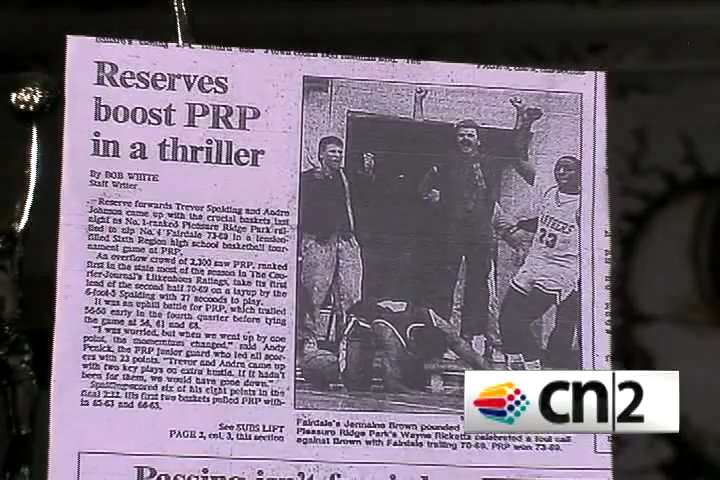 Reserves
boost PRP
in a thriller
By BOB WHITE
Staff Writer
Reserve forwards Trevor Spalding and Andre
Johnson came up with the crucial baskets last
night as No. 1-ranked Pleasure Ridge Park ral-
lied to nip No. 4 Fairdale 73-69 in a tension-
filled Sixth Region high school basketball tour-
nament game at PRP.
An overflow crowd of 2,300 saw PRP, ranked
first in the state most of the season in The Cou-
rier-Journal's Litkenhous Ratings, take its first
lead of the second half 70-69 on a layup by the
6-foot-5 Spalding with 27 seconds to play.
It was an uphill battle for PRP, which trailed
56-50 early in the fourth quarter before tying
the game at 56, 61 and 68.
"I was worried, but when we went up by one
point, the momentum changed," said Andy
Penick, the PRP junior guard who led all scor-
ers with 23 points. "Trevor and Andre came up
with two key plays on extra hustle. If it hadn't
been for them, we would have gone down."
Spalding scored six of his eight points in the
final 2:22. His first two baskets pulled PRP with-
in 65-63 and 66-65.
See SUBS LIFT
PAGE 2, col. 3, this section
23
Fairdale's Jermaine Brown pounded
Pleasure Ridge Park's Wayne Ricketts celebrated a foul call
against Brown with Fairdale trailing 70-69. PRP won 73-69.
cn|2